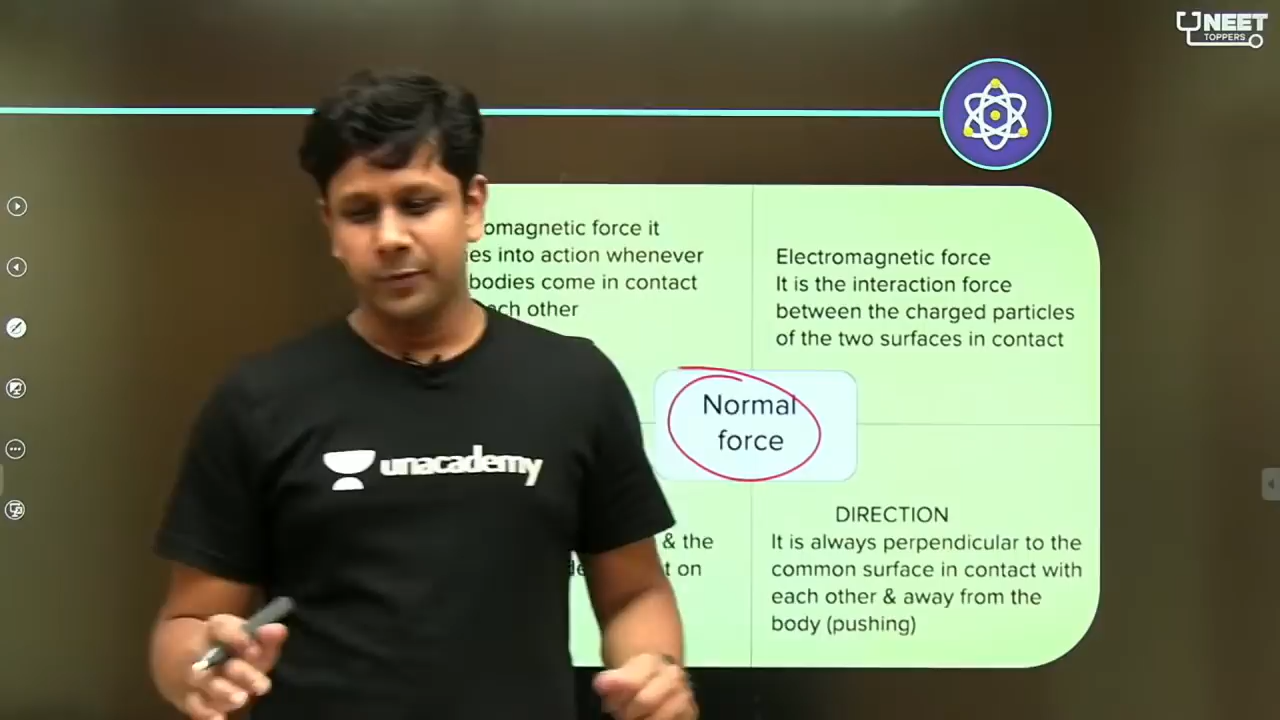 UNEET
TOPPERS
omagnetic force it
es into action whenever
bodies come in contact
ach other
Electromagnetic force
It is the interaction force
between the charged particles
of the two surfaces in contact
Normal
force
unacademy
& the
t on
DIRECTION
It is always perpendicular to the
common surface in contact with
each other & away from the
body (pushing)